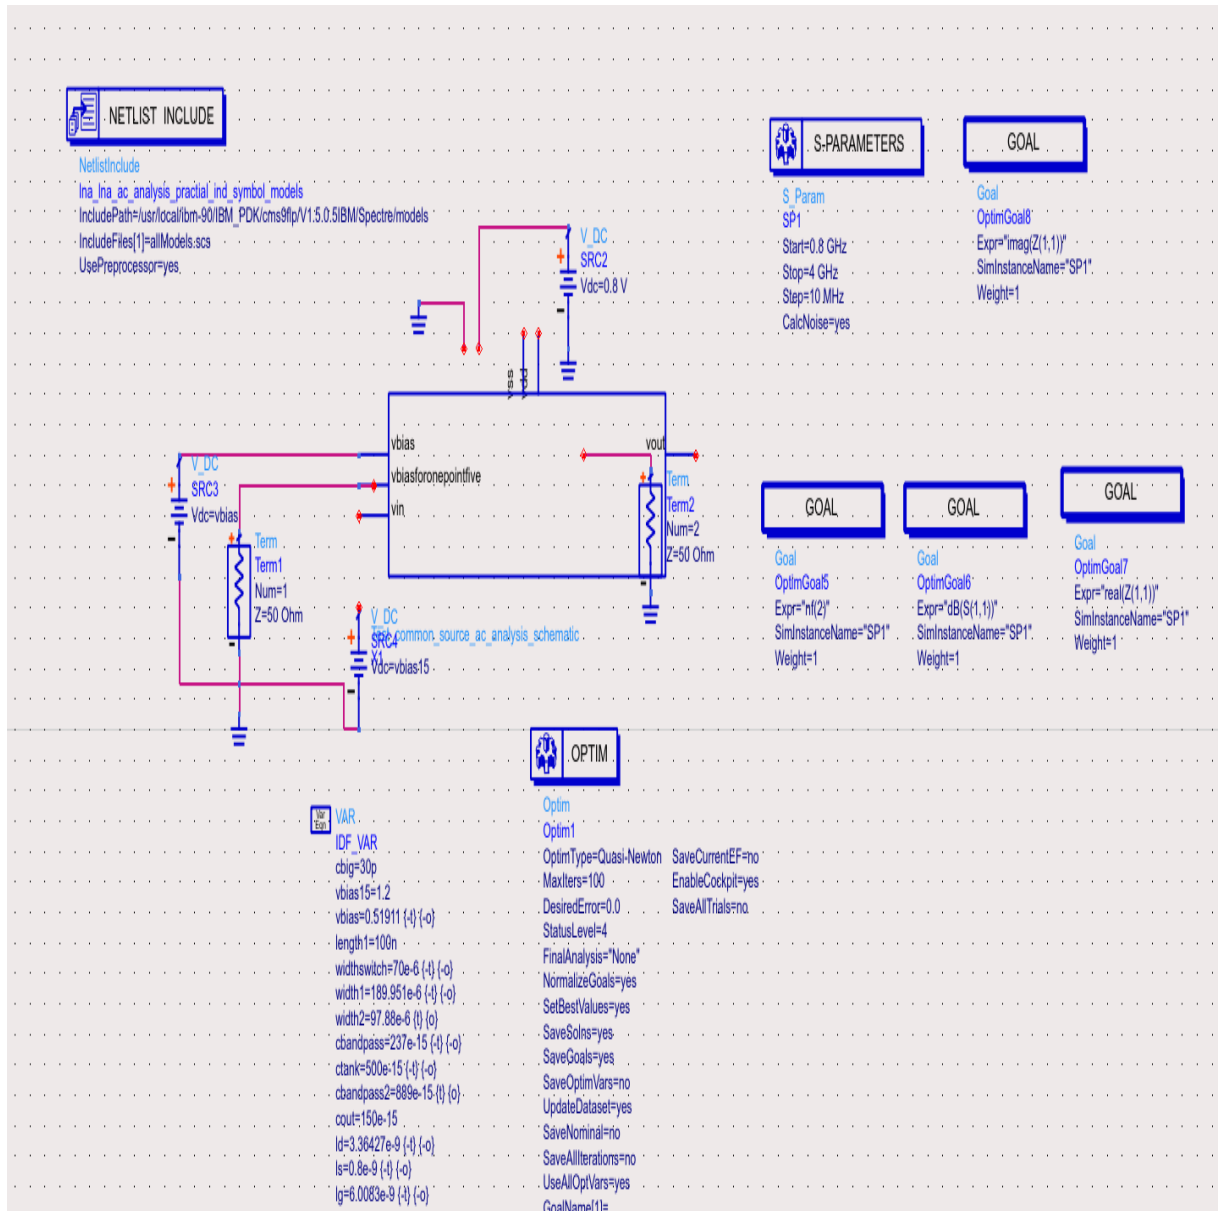 NETLIST INCLUDE
NetlistInclude
lna_lna_ac_analysis_practial_ind_symbol_models
IncludePath=/usr/local/ibm-90/IBM_PDK/cms9flp/V1.5.0.5IBM/Spectre/models
IncludeFiles[1]=allModels.scs
UsePreprocessor=yes
S-PARAMETERS
S_Param
SP1
Start=0.8 GHz
Stop=4 GHz
Step=10 MHz
CalcNoise=yes
GOAL
Goal
OptimGoal8
Expr="imag(Z(1,1))"
SimInstanceName="SP1"
Weight=1
V_DC
SRC2
Vdc=0.8 V
vss
vdd
vbias
vbiasforonepointfive
vin
vout
V_DC
SRC3
Vdc=vbias
Term
Term1
Num=1
Z=50 Ohm
Term
Term2
Num=2
Z=50 Ohm
V_DC
common_source_ac_analysis_schematic
SRC4
X1
Vdc=vbias15
GOAL
Goal
OptimGoal5
Expr="nf(2)"
SimInstanceName="SP1"
Weight=1
GOAL
Goal
OptimGoal6
Expr="dB(S(1,1))"
SimInstanceName="SP1"
Weight=1
GOAL
Goal
OptimGoal7
Expr="real(Z(1,1))"
SimInstanceName="SP1"
Weight=1
Var
Eqn
VAR
IDF_VAR
cbig=30p
vbias15=1.2
vbias=0.51911 {-t} {-o}
length1=100n
widthswitch=70e-6 {-t} {-o}
width1=189.951e-6 {-t} {-o}
width2=97.88e-6 {t} {o}
cbandpass=237e-15 {-t} {-o}
ctank=500e-15 {-t} {-o}
cbandpass2=889e-15 {t} {o}
cout=150e-15
ld=3.36427e-9 {-t} {-o}
ls=0.8e-9 {-t} {-o}
lg=6.0083e-9 {-t} {-o}
OPTIM
Optim
Optim1
OptimType=Quasi-Newton
MaxIters=100
DesiredError=0.0
StatusLevel=4
FinalAnalysis="None"
NormalizeGoals=yes
SetBestValues=yes
SaveSolns=yes
SaveGoals=yes
SaveOptimVars=no
UpdateDataset=yes
SaveNominal=no
SaveAllIterations=no
UseAllOptVars=yes
GoalName[1]=
SaveCurrentEF=no
EnableCockpit=yes
SaveAllTrials=no